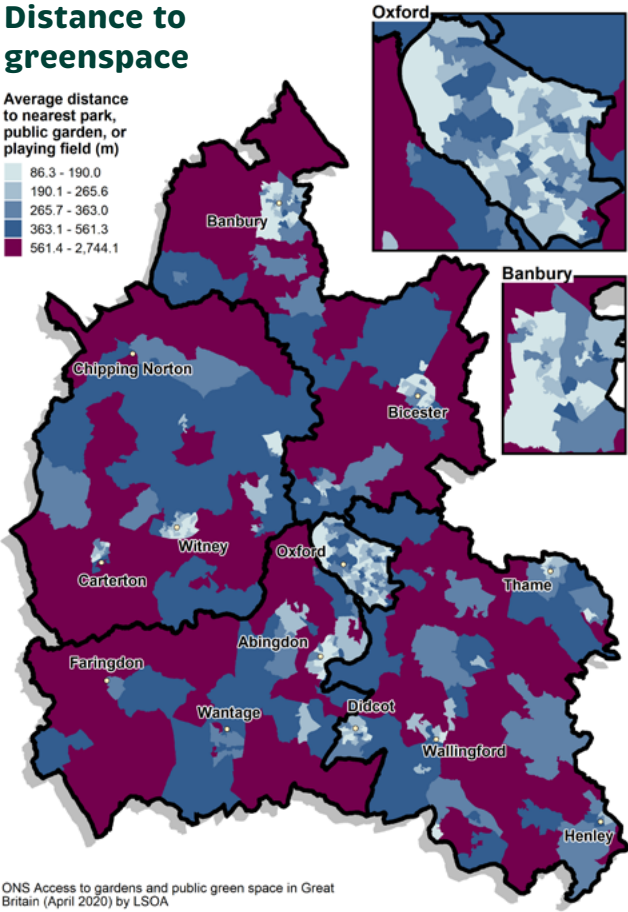 Distance to
greenspace
Average distance
to nearest park,
public garden, or
playing field (m)
86.3 - 190.0
190.1 - 265.6
265.7 - 363.0
363.1 - 561.3
561.4 - 2,744.1
Oxford
Banbury
Banbury
Chipping Norton
Bicester
Witney
Oxford
Carterton
Thame
Abingdon
Faringdon
Wantage
Didcot
Wallingford
Henley
ONS Access to gardens and public green space in Great
Britain (April 2020) by LSOA